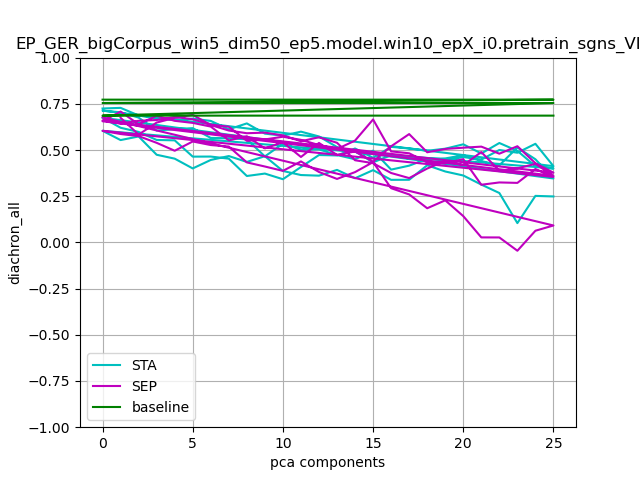 EP_GER_bigCorpus_win5_dim50_ep5.model.win10_epX_i0.pretrain_sgns_VI
1.00
0.75
0.50
0.25
0.00
−0.25
−0.50
−0.75
−1.00
diachron_all
STA
SEP
baseline
0 5 10 15 20 25
pca components